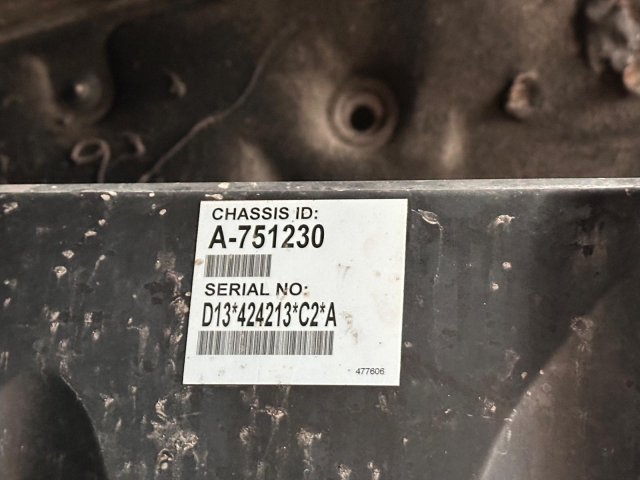 CHASSIS ID:
A-751230
SERIAL NO:
D13*424213*C2*A
477606